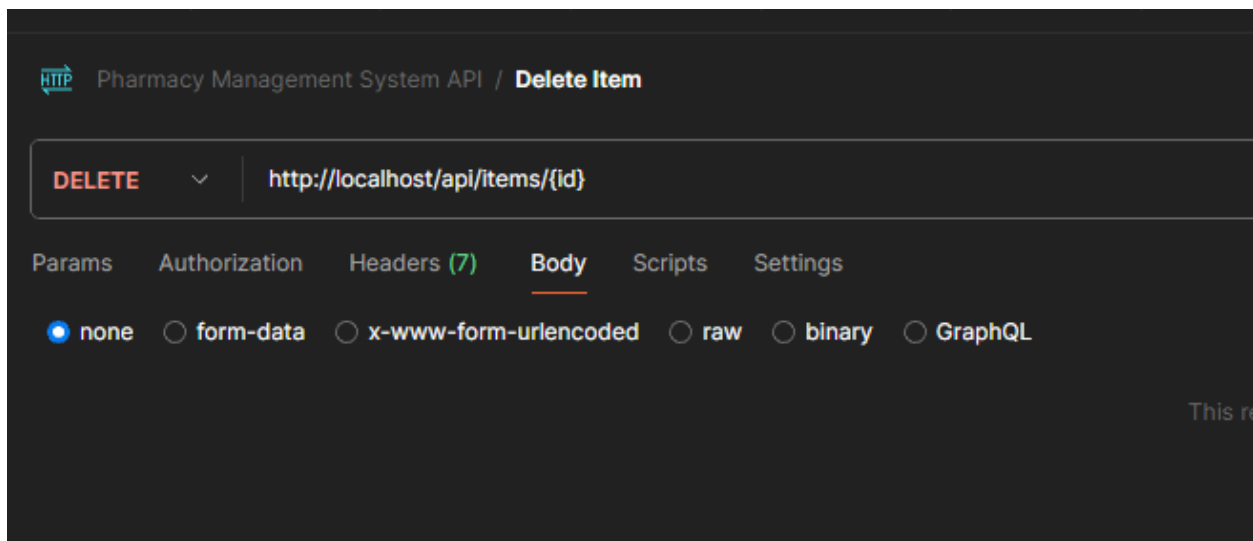 HTTP Pharmacy Management System API / Delete Item
DELETE http://localhost/api/items/{id}
Params Authorization Headers (7) Body Scripts Settings
none form-data x-www-form-urlencoded raw binary GraphQL
This